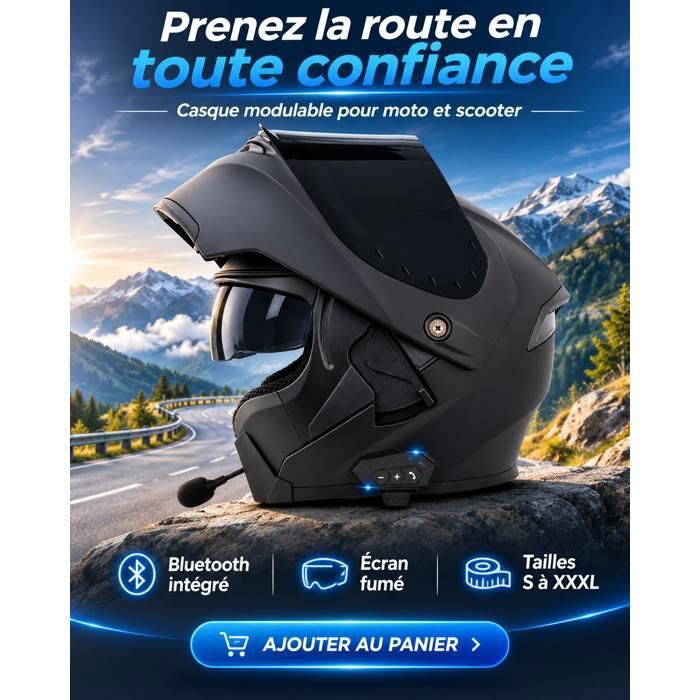 Prenez la route en
toute confiance
Casque modulable pour moto et scooter
Bluetooth
intégré
Écran
fumé
Tailles
S à XXXL
AJOUTER AU PANIER